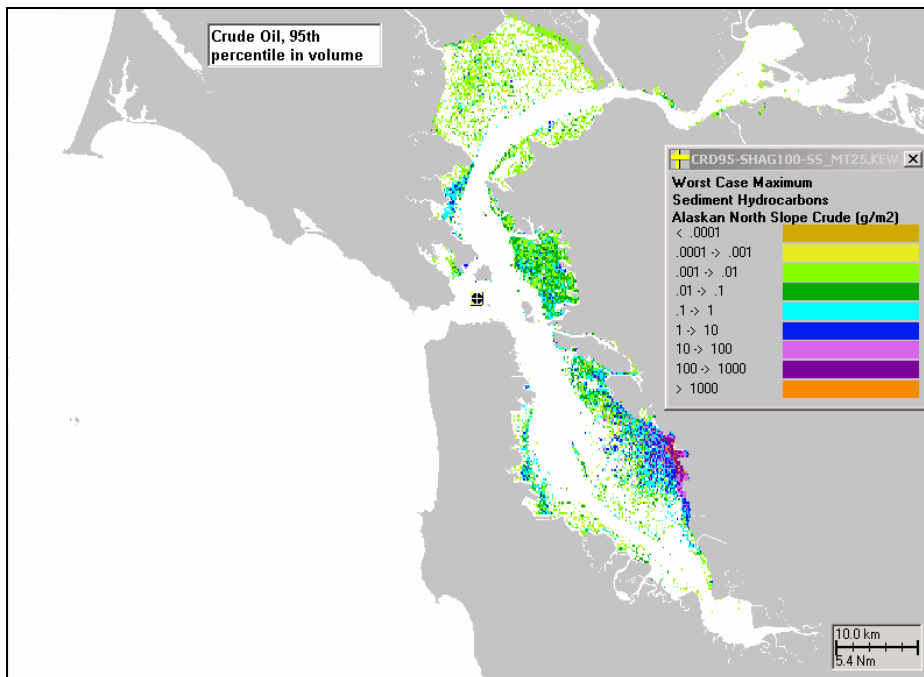 Crude Oil, 95th
percentile in volume
CRD95-SHAG100-SS_MT25.KEW
Worst Case Maximum
Sediment Hydrocarbons
Alaskan North Slope Crude (g/m2)
< .0001
.0001 -> .001
.001 -> .01
.01 -> .1
.1 -> 1
1 -> 10
10 -> 100
100 -> 1000
> 1000
10.0 km
5.4 Nm